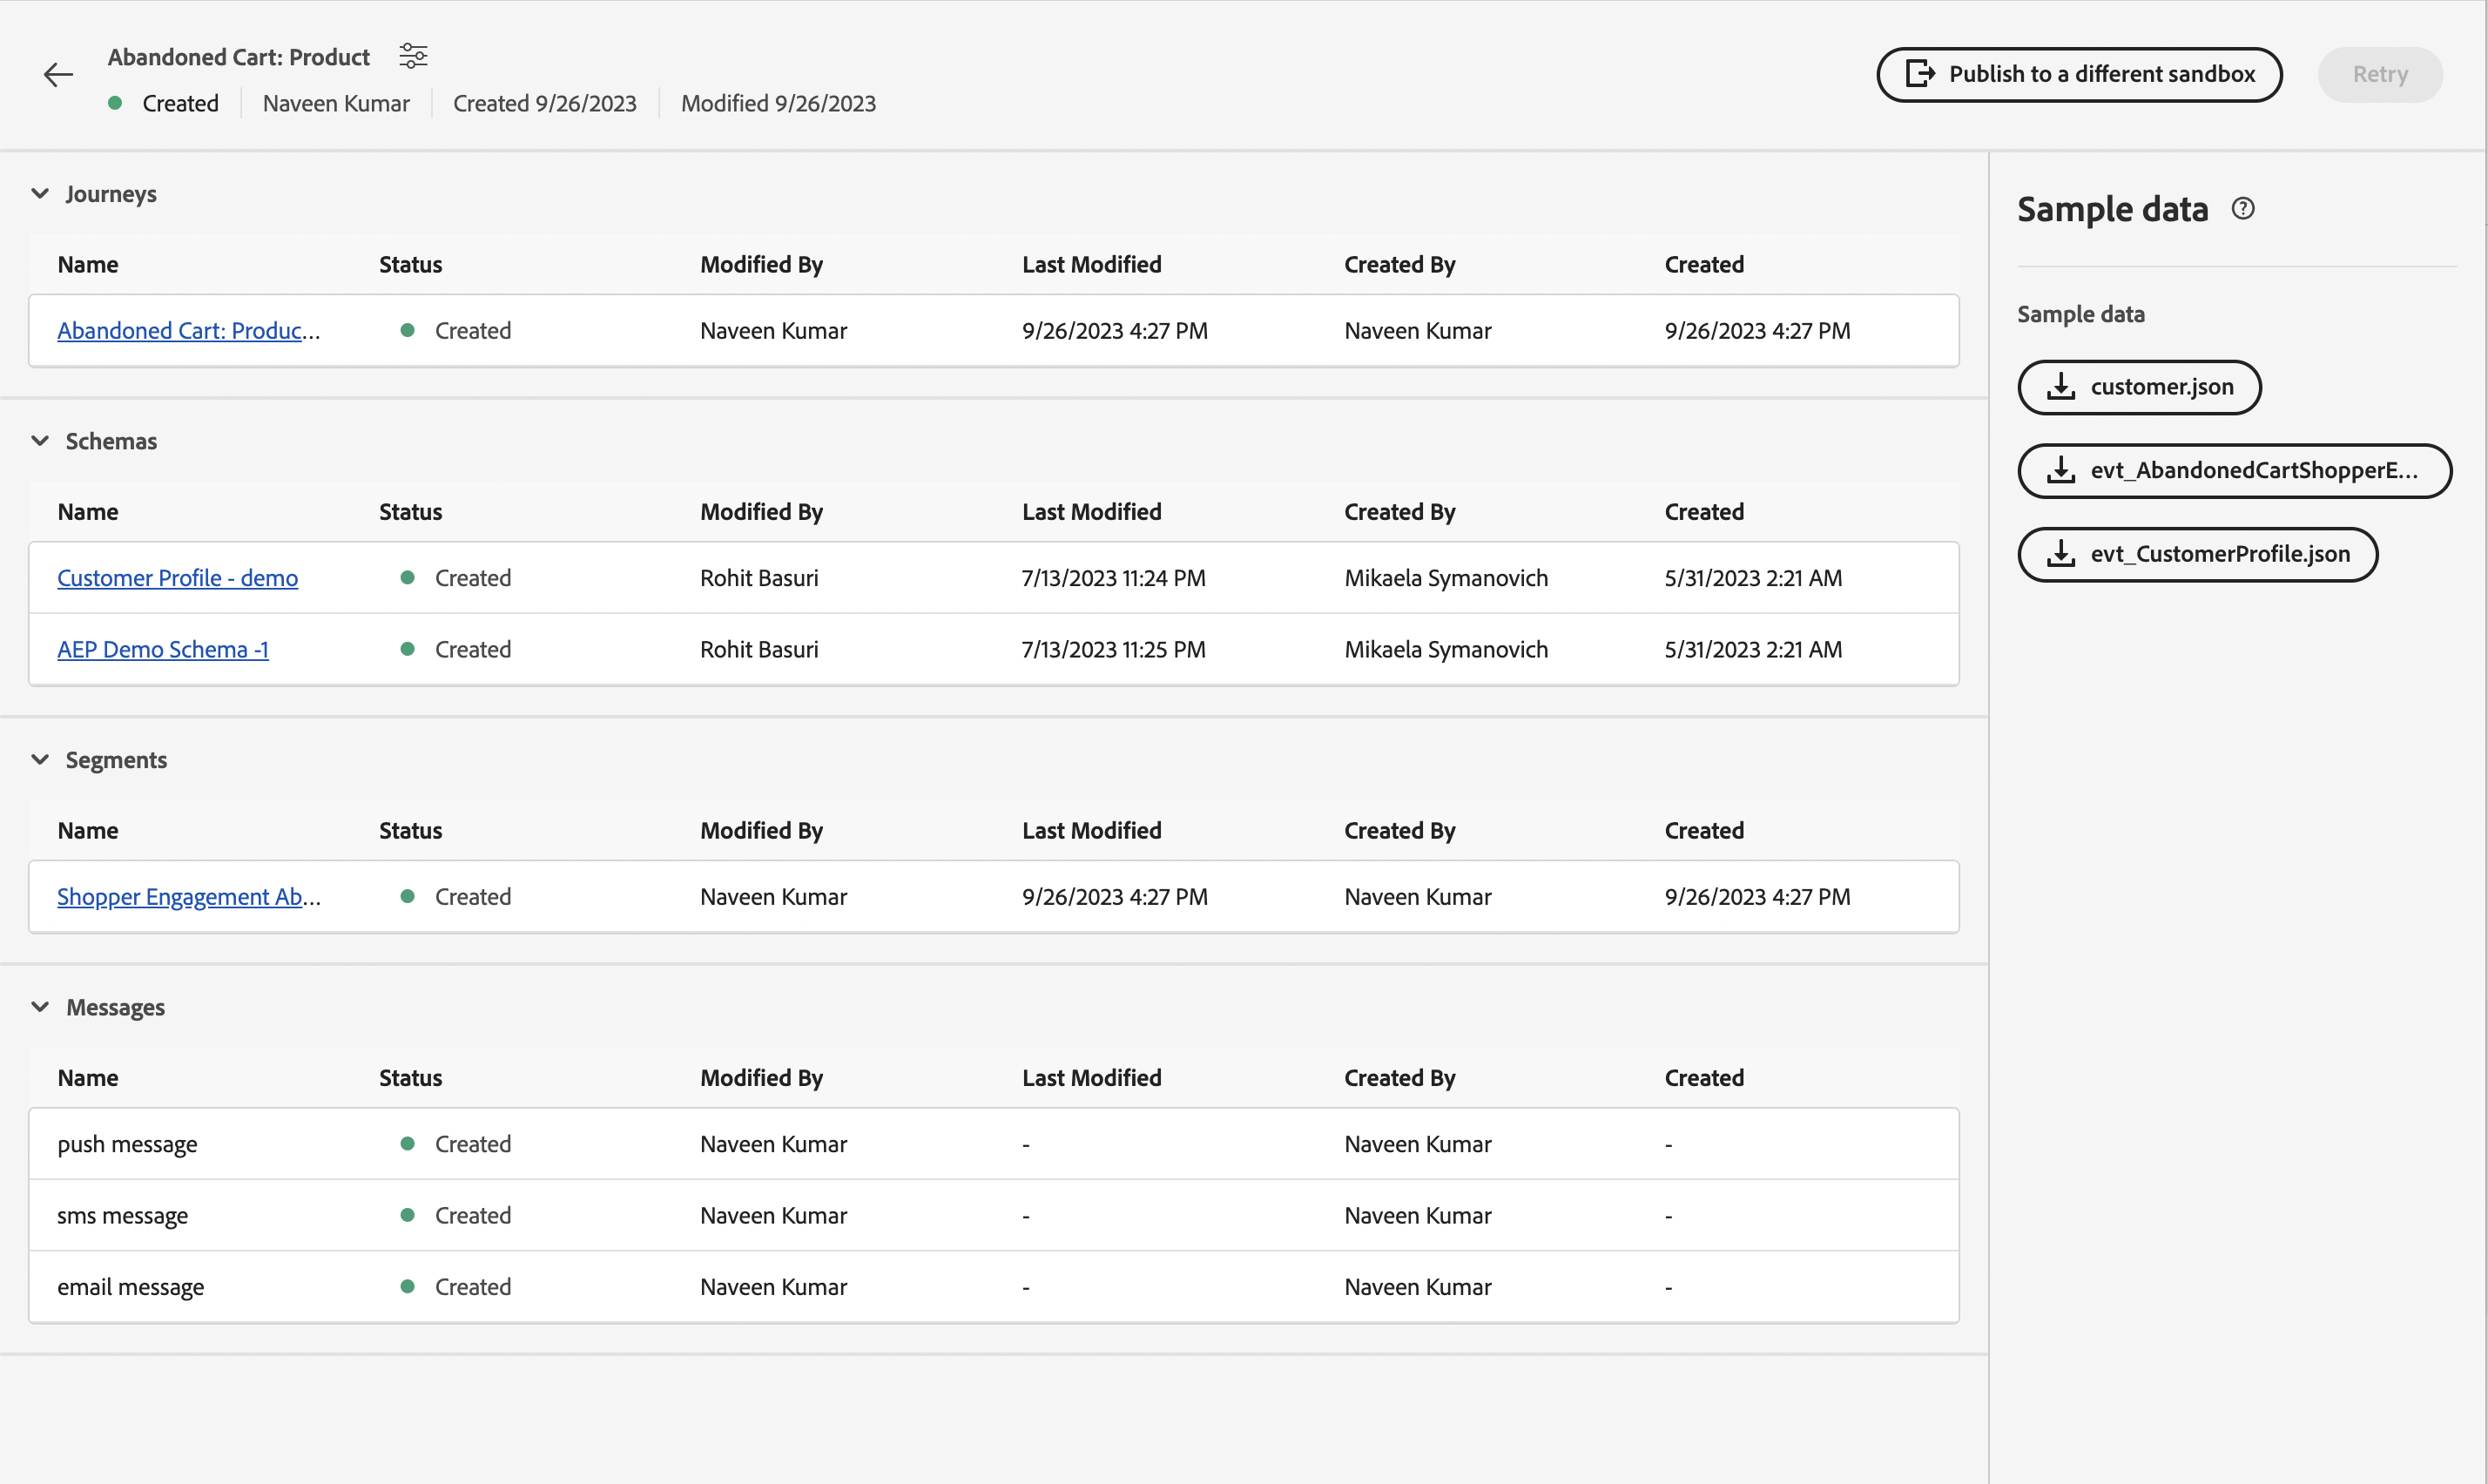 Abandoned Cart: Product
Created Naveen Kumar Created 9/26/2023 Modified 9/26/2023
Publish to a different sandbox
Retry
Journeys
Name Status Modified By Last Modified Created By Created
Abandoned Cart: Produc... Created Naveen Kumar 9/26/2023 4:27 PM Naveen Kumar 9/26/2023 4:27 PM
Schemas
Name Status Modified By Last Modified Created By Created
Customer Profile - demo Created Rohit Basuri 7/13/2023 11:24 PM Mikaela Symanovich 5/31/2023 2:21 AM
AEP Demo Schema -1 Created Rohit Basuri 7/13/2023 11:25 PM Mikaela Symanovich 5/31/2023 2:21 AM
Segments
Name Status Modified By Last Modified Created By Created
Shopper Engagement Ab... Created Naveen Kumar 9/26/2023 4:27 PM Naveen Kumar 9/26/2023 4:27 PM
Messages
Name Status Modified By Last Modified Created By Created
push message Created Naveen Kumar - Naveen Kumar -
sms message Created Naveen Kumar - Naveen Kumar -
email message Created Naveen Kumar - Naveen Kumar -
Sample data
Sample data
customer.json
evt_AbandonedCartShopperE...
evt_CustomerProfile.json